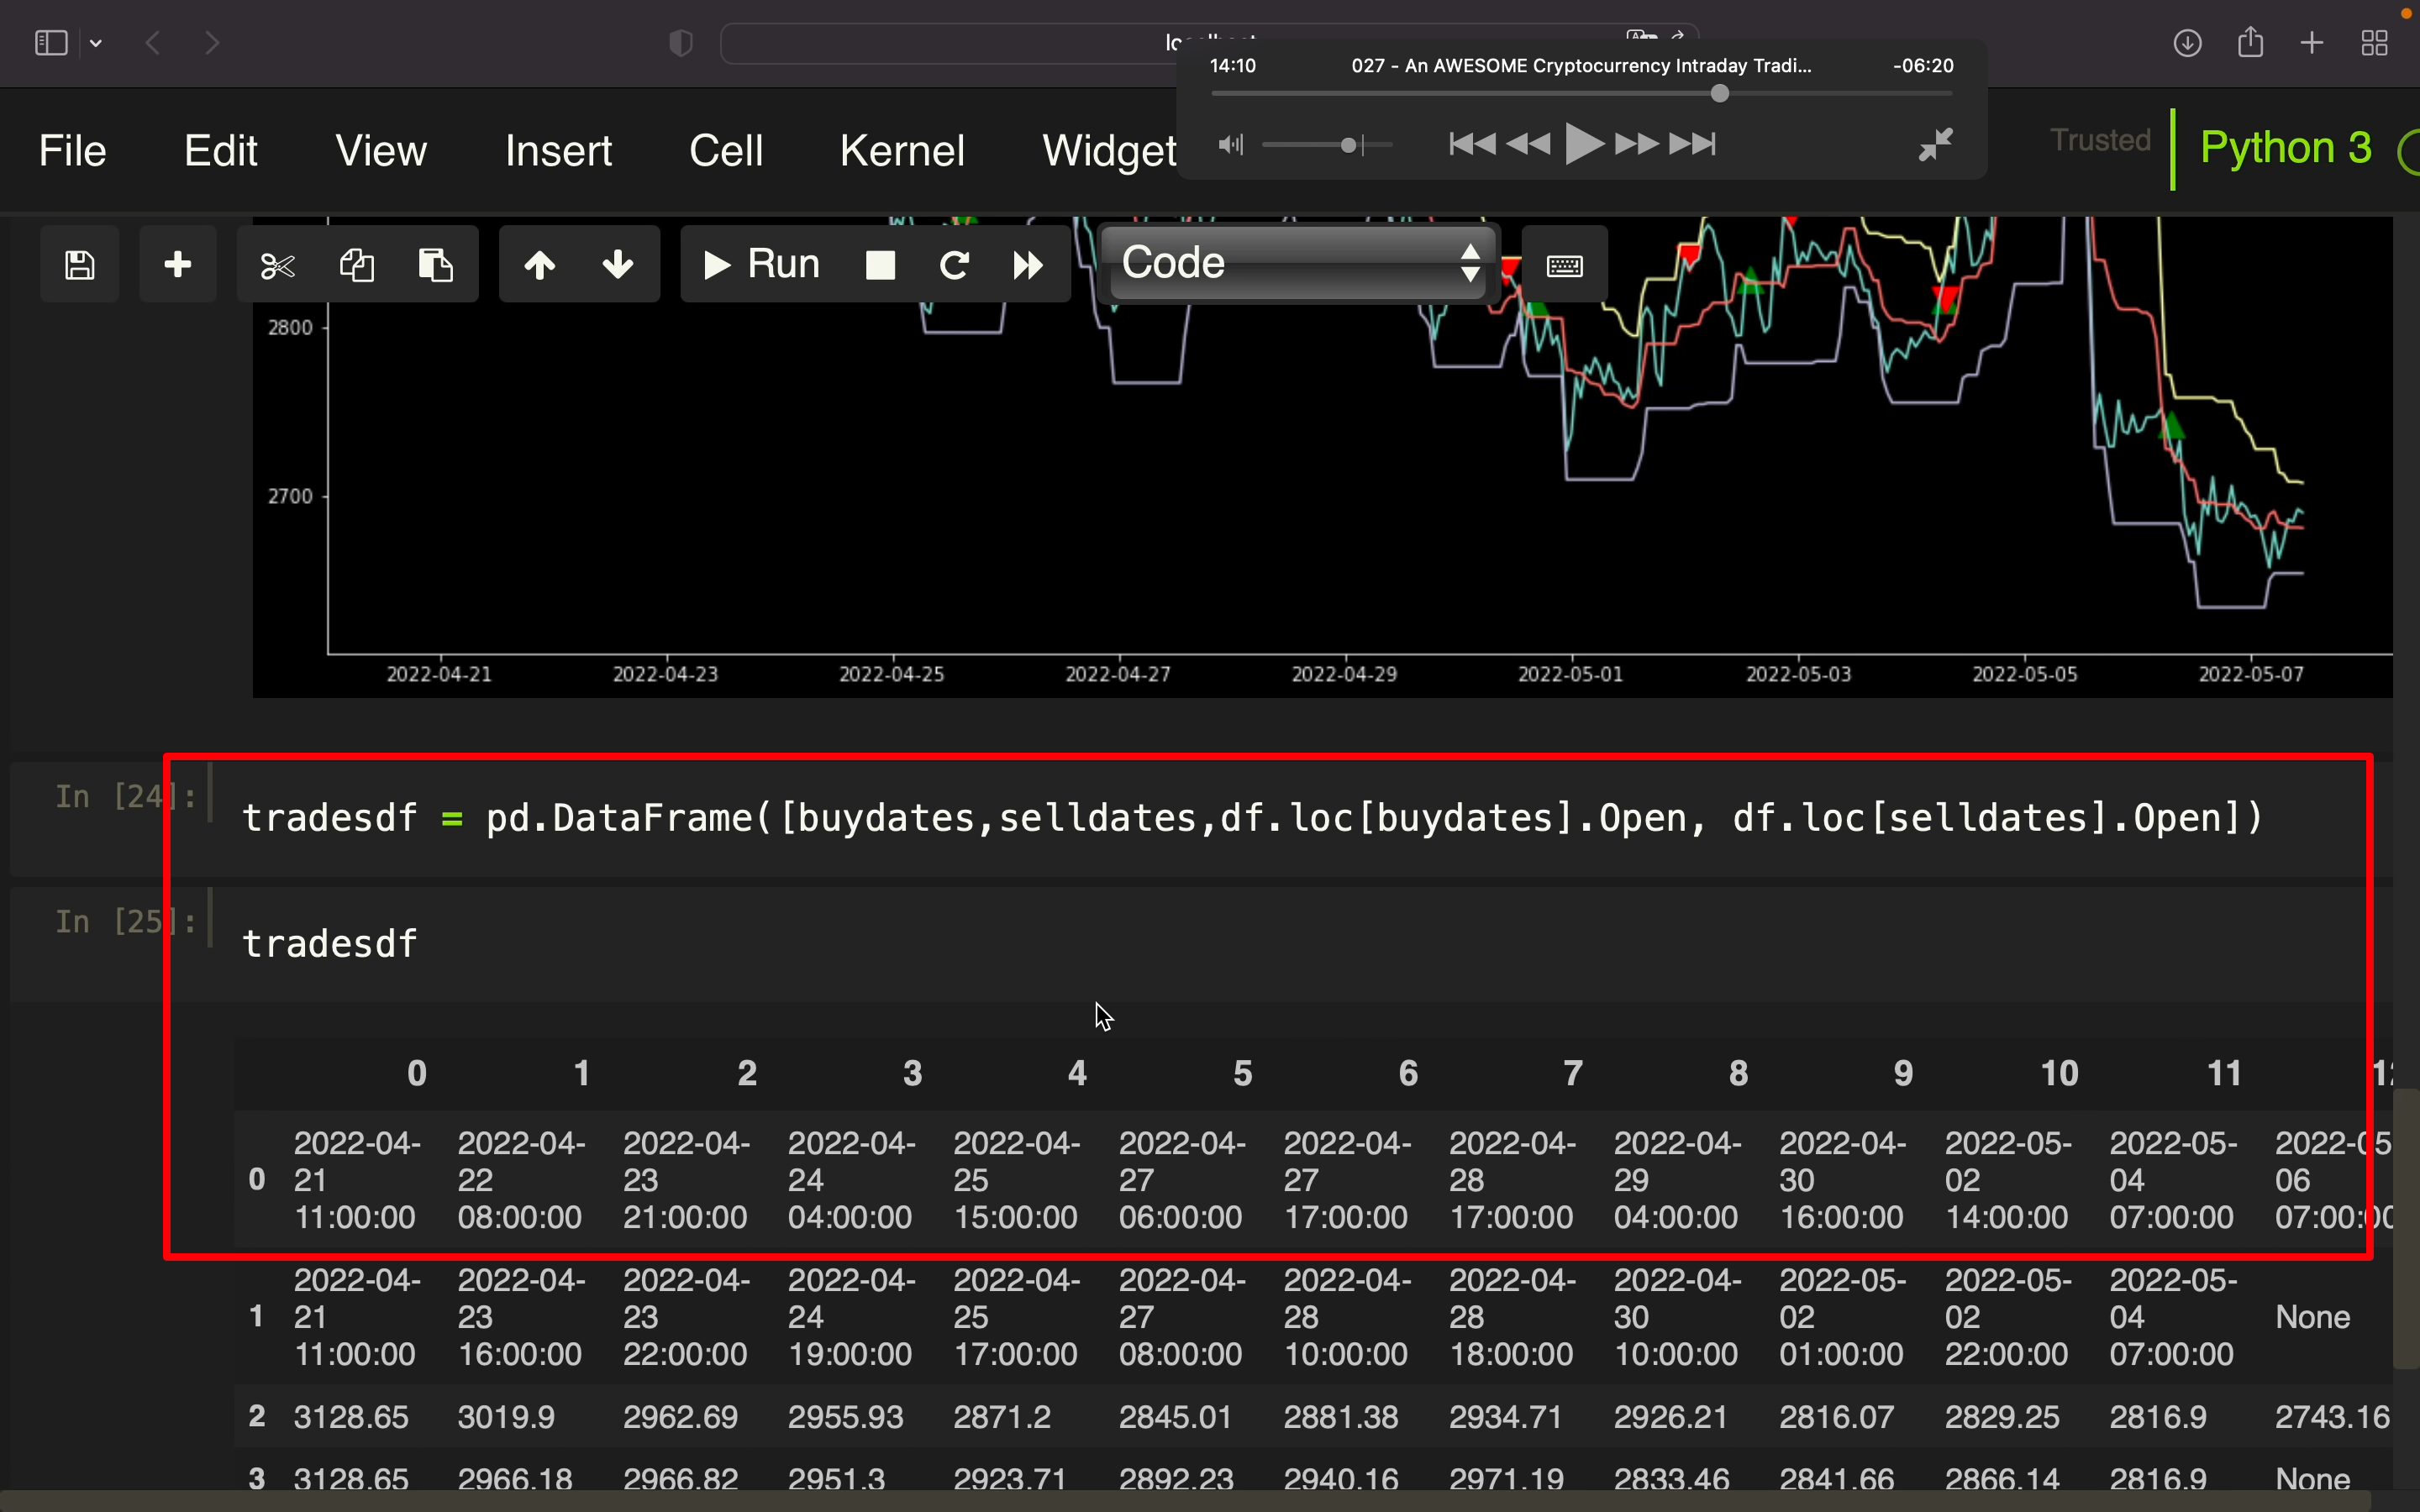 14:10 027 - An AWESOME Cryptocurrency Intraday Tradi... -06:20
File Edit View Insert Cell Kernel Widget Trusted Python 3
Run Code
2800
2700
2022-04-21 2022-04-23 2022-04-25 2022-04-27 2022-04-29 2022-05-01 2022-05-03 2022-05-05 2022-05-07
In [24]: tradesdf = pd.DataFrame([buydates,selldates,df.loc[buydates].Open, df.loc[selldates].Open])
In [25]: tradesdf
0 1 2 3 4 5 6 7 8 9 10 11
2022-04- 2022-04- 2022-04- 2022-04- 2022-04- 2022-04- 2022-04- 2022-04- 2022-04- 2022-04- 2022-05- 2022-05- 2022-05
0 21 22 23 24 25 27 27 28 29 30 02 04 06
11:00:00 08:00:00 21:00:00 04:00:00 15:00:00 06:00:00 17:00:00 17:00:00 04:00:00 16:00:00 14:00:00 07:00:00 07:00:00
2022-04- 2022-04- 2022-04- 2022-04- 2022-04- 2022-04- 2022-04- 2022-04- 2022-04- 2022-05- 2022-05- 2022-05-
1 21 23 23 24 25 27 28 28 30 02 02 04 None
11:00:00 16:00:00 22:00:00 19:00:00 17:00:00 08:00:00 10:00:00 18:00:00 10:00:00 01:00:00 22:00:00 07:00:00
2 3128.65 3019.9 2962.69 2955.93 2871.2 2845.01 2881.38 2934.71 2926.21 2816.07 2829.25 2816.9 2743.16
3 3128.65 2966.18 2966.82 2951.3 2923.71 2892.23 2940.16 2971.19 2833.46 2841.66 2866.14 2816.9 None